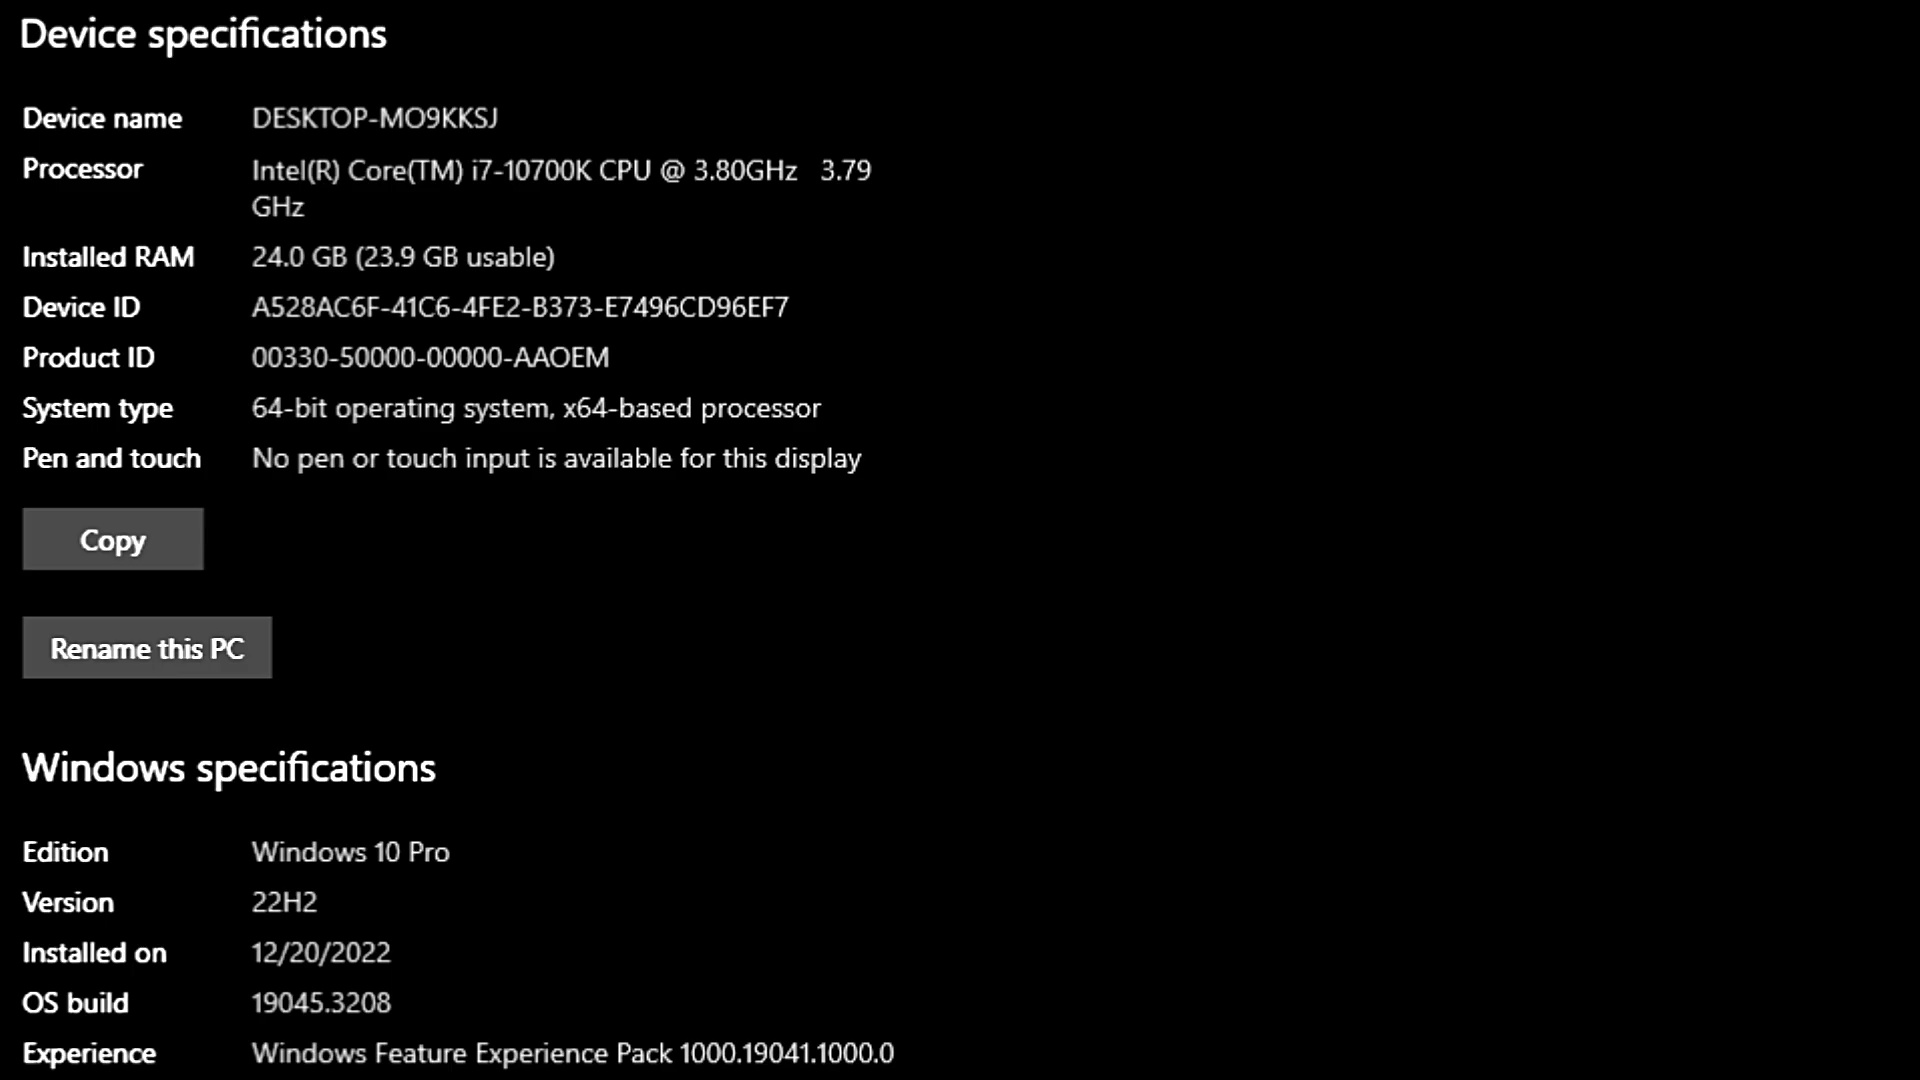 Device specifications
Device name DESKTOP-MO9KKSJ
Processor Intel(R) Core(TM) i7-10700K CPU @ 3.80GHz 3.79
GHz
Installed RAM 24.0 GB (23.9 GB usable)
Device ID A528AC6F-41C6-4FE2-B373-E7496CD96EF7
Product ID 00330-50000-00000-AAOEM
System type 64-bit operating system, x64-based processor
Pen and touch No pen or touch input is available for this display
Copy
Rename this PC
Windows specifications
Edition Windows 10 Pro
Version 22H2
Installed on 12/20/2022
OS build 19045.3208
Experience Windows Feature Experience Pack 1000.19041.1000.0